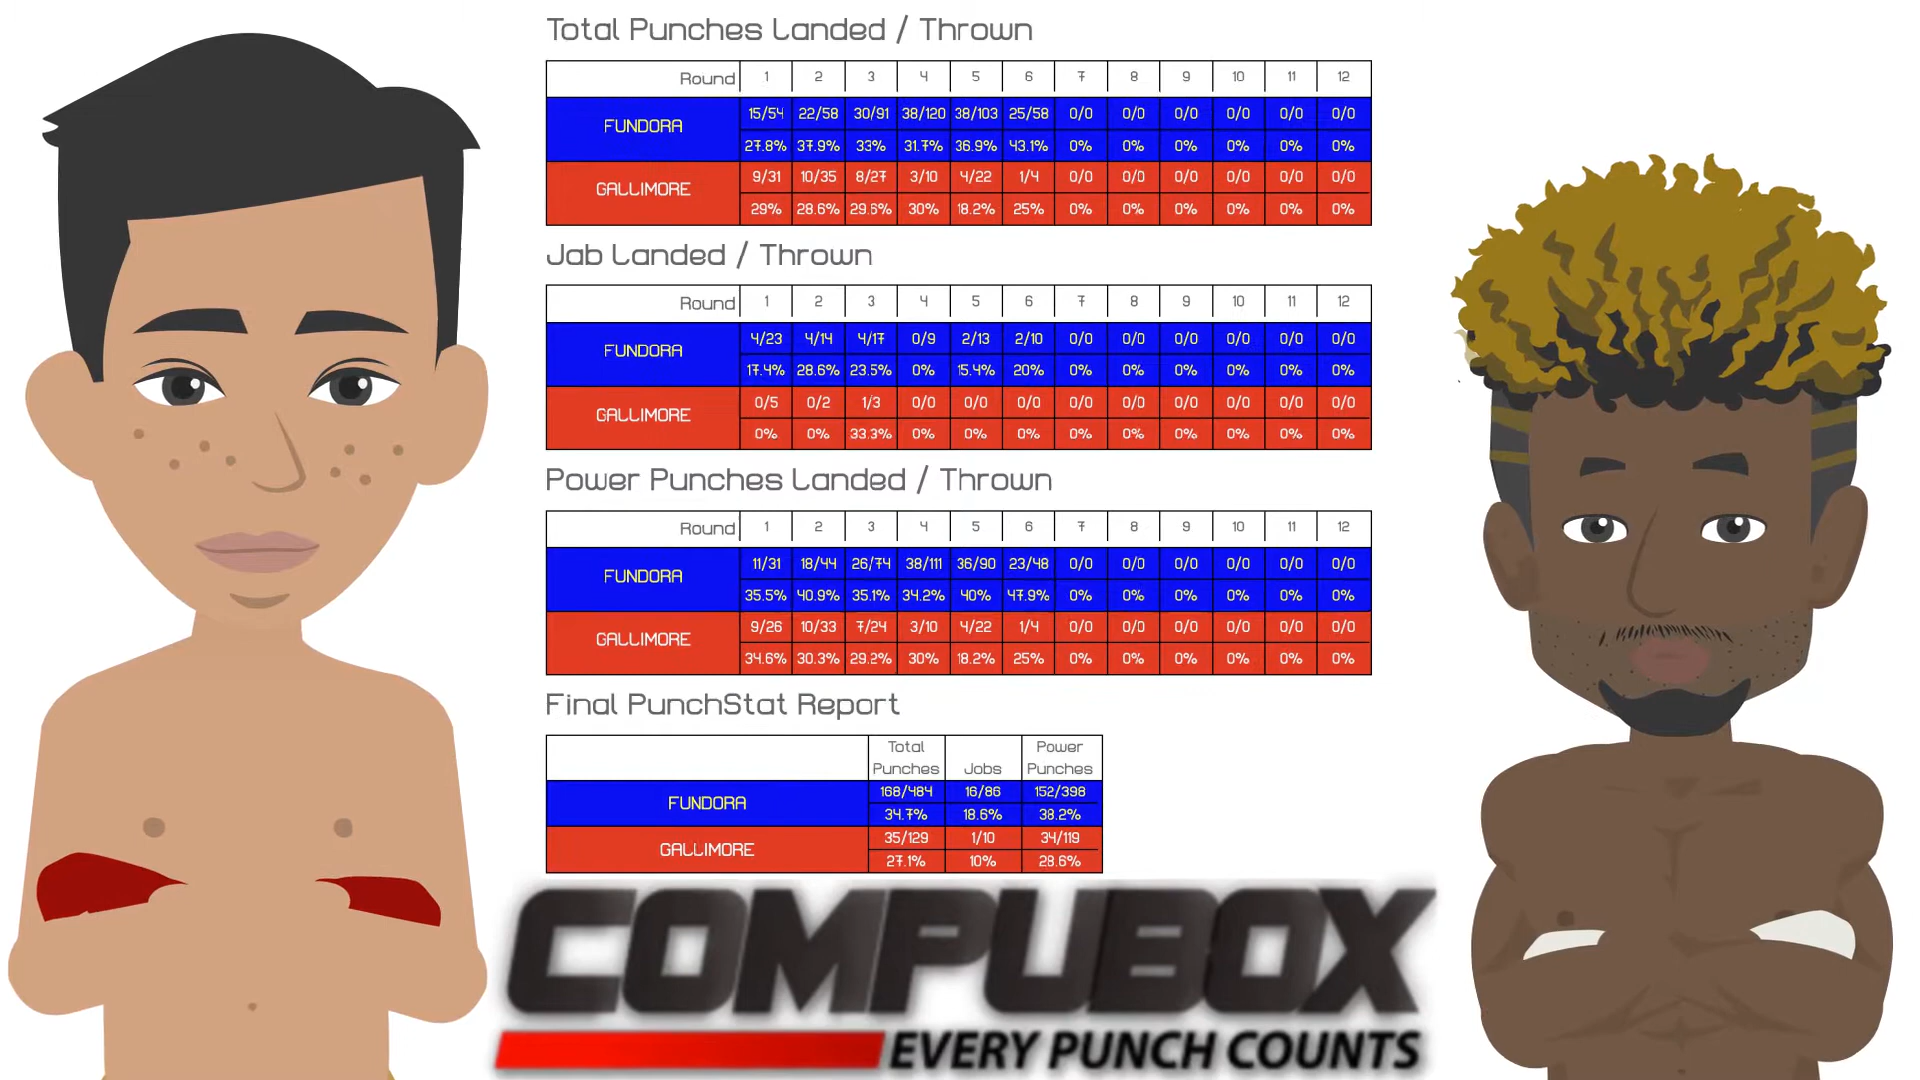 Total Punches Landed / Thrown
Round 1 2 3 4 5 6 7 8 9 10 11 12
FUNDORA 15/54 22/58 30/91 38/120 38/103 25/58 0/0 0/0 0/0 0/0 0/0 0/0
27.8% 37.9% 33% 31.7% 36.9% 43.1% 0% 0% 0% 0% 0% 0%
GALLIMORE 9/31 10/35 8/27 3/10 4/22 1/4 0/0 0/0 0/0 0/0 0/0 0/0
29% 28.6% 29.6% 30% 18.2% 25% 0% 0% 0% 0% 0% 0%
Jab Landed / Thrown
Round 1 2 3 4 5 6 7 8 9 10 11 12
FUNDORA 4/23 4/14 4/17 0/9 2/13 2/10 0/0 0/0 0/0 0/0 0/0 0/0
17.4% 28.6% 23.5% 0% 15.4% 20% 0% 0% 0% 0% 0% 0%
GALLIMORE 0/5 0/2 1/3 0/0 0/0 0/0 0/0 0/0 0/0 0/0 0/0 0/0
0% 0% 33.3% 0% 0% 0% 0% 0% 0% 0% 0% 0%
Power Punches Landed / Thrown
Round 1 2 3 4 5 6 7 8 9 10 11 12
FUNDORA 11/31 18/44 26/74 38/111 36/90 23/48 0/0 0/0 0/0 0/0 0/0 0/0
35.5% 40.9% 35.1% 34.2% 40% 47.9% 0% 0% 0% 0% 0% 0%
GALLIMORE 9/26 10/33 7/24 3/10 4/22 1/4 0/0 0/0 0/0 0/0 0/0 0/0
34.6% 30.3% 29.2% 30% 18.2% 25% 0% 0% 0% 0% 0% 0%
Final PunchStat Report
Total Punches Jobs Power Punches
FUNDORA 168/484 16/86 152/398
34.7% 18.6% 38.2%
GALLIMORE 35/129 1/10 34/119
27.1% 10% 28.6%
COMPUBOX
EVERY PUNCH COUNTS